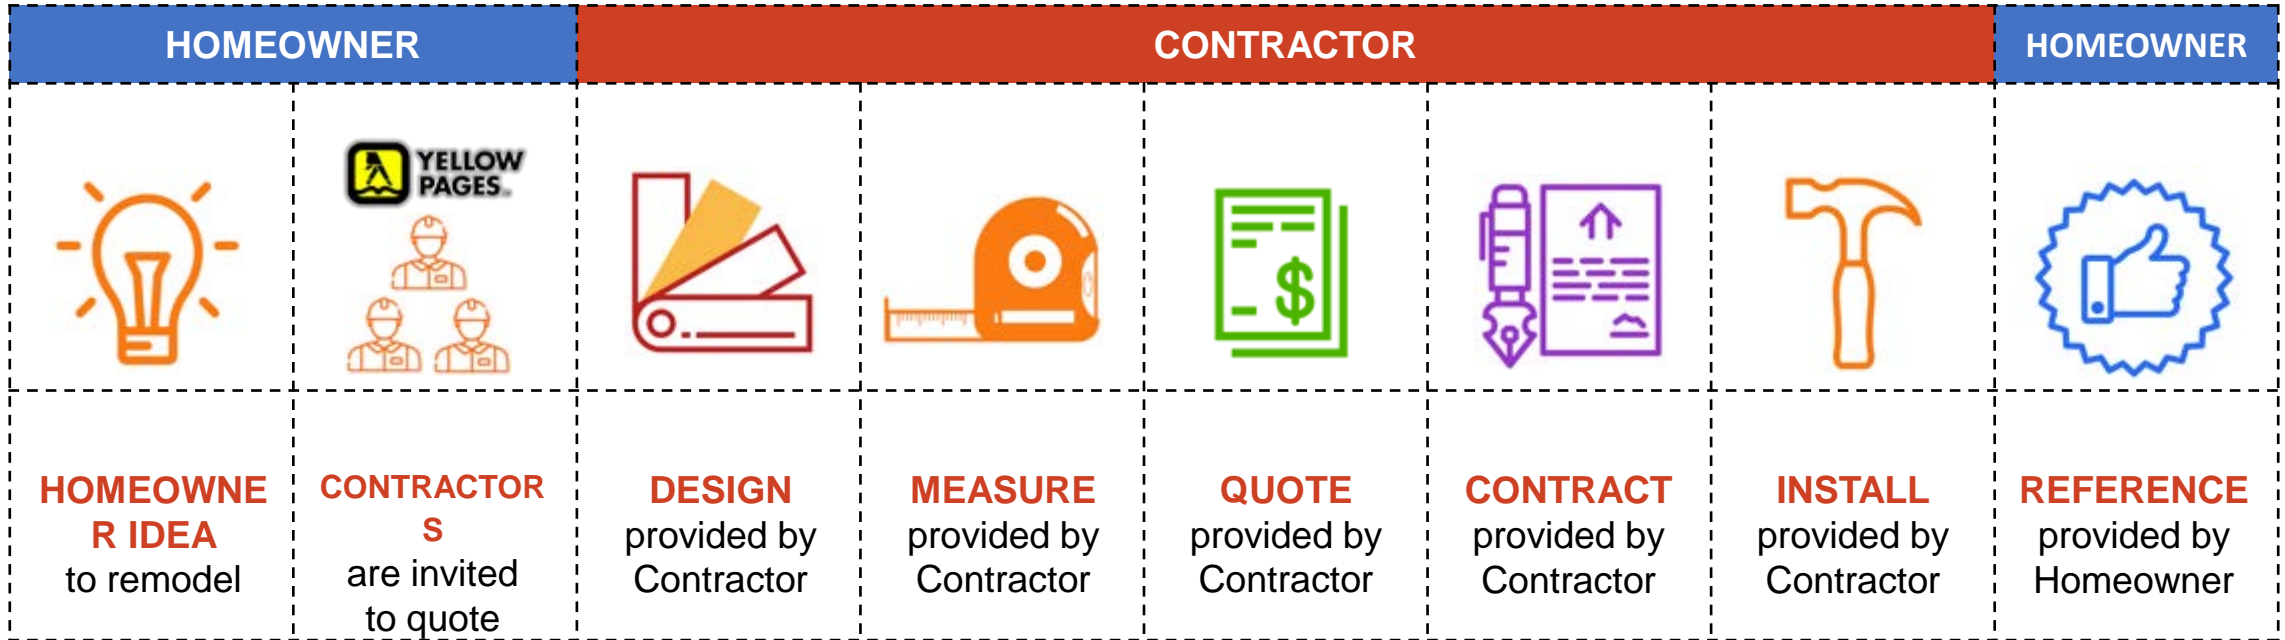 HOMEOWNER
CONTRACTOR
HOMEOWNER
YELLOW
PAGES
HOMEOWNE
R IDEA
to remodel
CONTRACTOR
S
are invited
to quote
DESIGN
provided by
Contractor
MEASURE
provided by
Contractor
$
QUOTE
provided by
Contractor
CONTRACT
provided by
Contractor
INSTALL
provided by
Contractor
REFERENCE
provided by
Homeowner